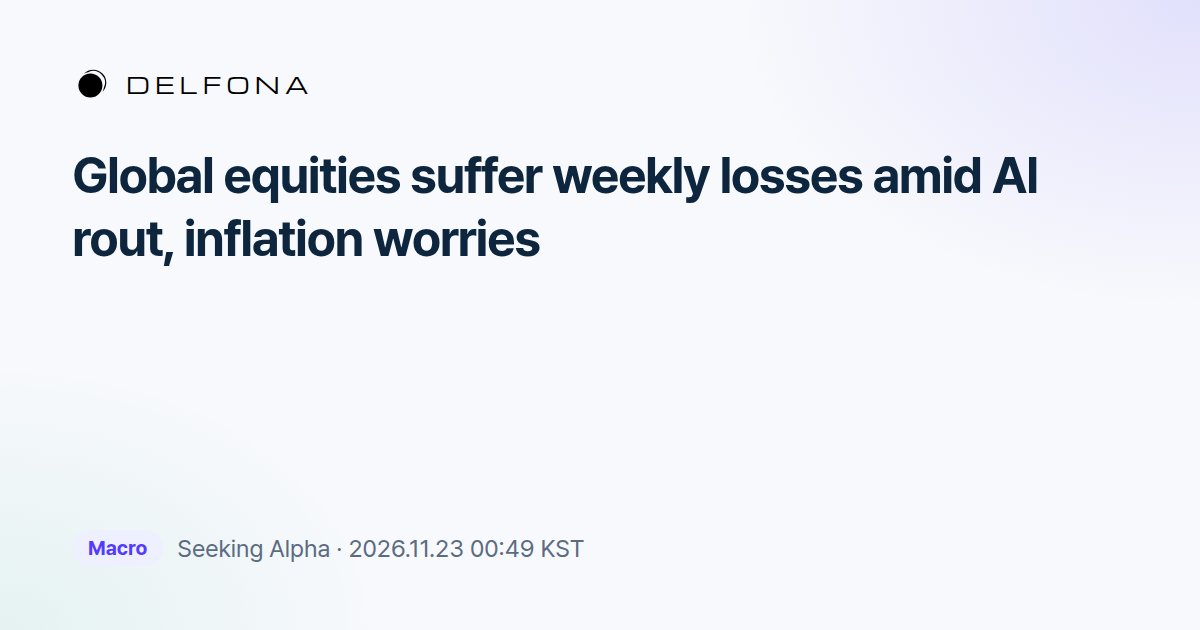 DELFONA
Global equities suffer weekly losses amid AI
rout, inflation worries
Macro Seeking Alpha · 2026.11.23 00:49 KST